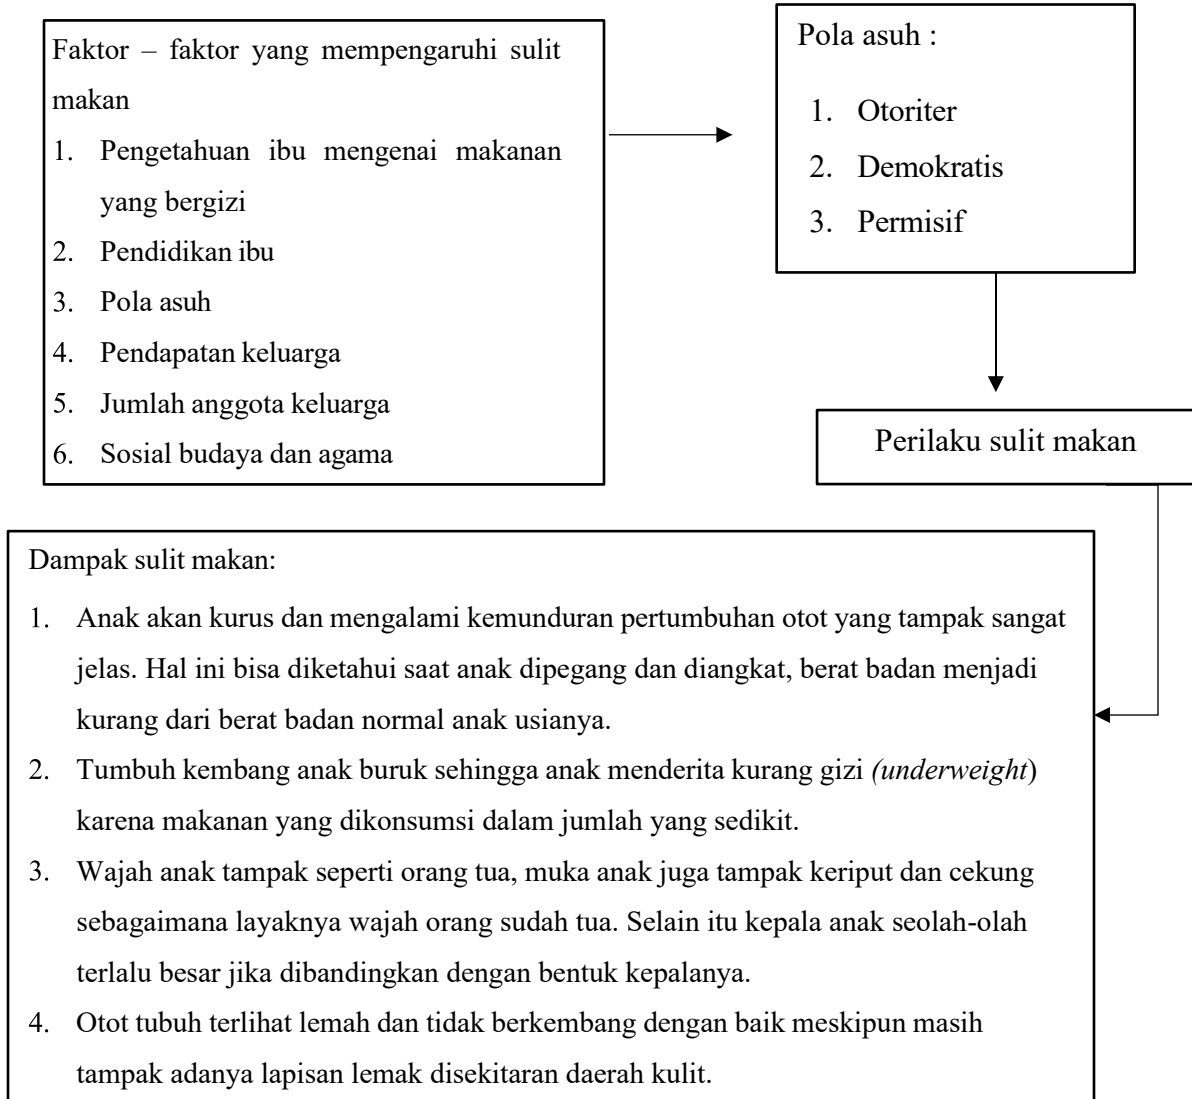 Faktor – faktor yang mempengaruhi sulit
makan
1. Pengetahuan ibu mengenai makanan
yang bergizi
2. Pendidikan ibu
3. Pola asuh
4. Pendapatan keluarga
5. Jumlah anggota keluarga
6. Sosial budaya dan agama
Pola asuh :
1. Otoriter
2. Demokratis
3. Permisif
Perilaku sulit makan
Dampak sulit makan:
1. Anak akan kurus dan mengalami kemunduran pertumbuhan otot yang tampak sangat
jelas. Hal ini bisa diketahui saat anak dipegang dan diangkat, berat badan menjadi
kurang dari berat badan normal anak usianya.
2. Tumbuh kembang anak buruk sehingga anak menderita kurang gizi (underweight)
karena makanan yang dikonsumsi dalam jumlah yang sedikit.
3. Wajah anak tampak seperti orang tua, muka anak juga tampak keriput dan cekung
sebagaimana layaknya wajah orang sudah tua. Selain itu kepala anak seolah-olah
terlalu besar jika dibandingkan dengan bentuk kepalanya.
4. Otot tubuh terlihat lemah dan tidak berkembang dengan baik meskipun masih
tampak adanya lapisan lemak disekitaran daerah kulit.